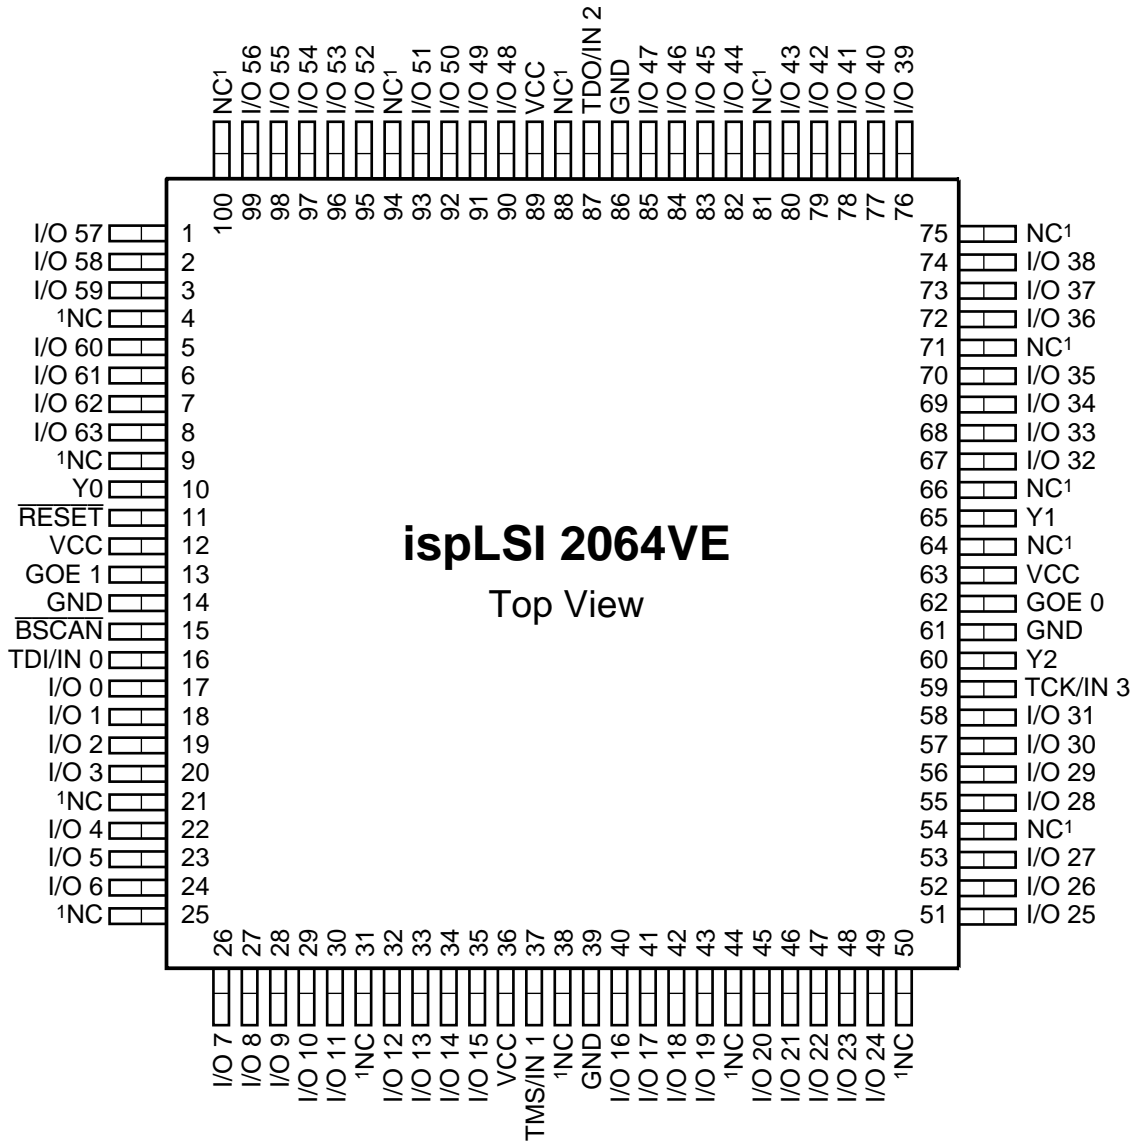 NC¹
I/O 56
I/O 55
I/O 54
I/O 53
I/O 52
NC¹
I/O 51
I/O 50
I/O 49
I/O 48
VCC
NC¹
TDO/IN 2
GND
I/O 47
I/O 46
I/O 45
I/O 44
NC¹
I/O 43
I/O 42
I/O 41
I/O 40
I/O 39
100
99
98
97
96
95
94
93
92
91
90
89
88
87
86
85
84
83
82
81
80
79
78
77
76
I/O 57 1
I/O 58 2
I/O 59 3
¹NC 4
I/O 60 5
I/O 61 6
I/O 62 7
I/O 63 8
¹NC 9
Y0 10
RESET 11
VCC 12
GOE 1 13
GND 14
BSCAN 15
TDI/IN 0 16
I/O 0 17
I/O 1 18
I/O 2 19
I/O 3 20
¹NC 21
I/O 4 22
I/O 5 23
I/O 6 24
¹NC 25
ispLSI 2064VE
Top View
75 NC¹
74 I/O 38
73 I/O 37
72 I/O 36
71 NC¹
70 I/O 35
69 I/O 34
68 I/O 33
67 I/O 32
66 NC¹
65 Y1
64 NC¹
63 VCC
62 GOE 0
61 GND
60 Y2
59 TCK/IN 3
58 I/O 31
57 I/O 30
56 I/O 29
55 I/O 28
54 NC¹
53 I/O 27
52 I/O 26
51 I/O 25
26
27
28
29
30
31
32
33
34
35
36
37
38
39
40
41
42
43
44
45
46
47
48
49
50
I/O 7
I/O 8
I/O 9
I/O 10
I/O 11
¹NC
I/O 12
I/O 13
I/O 14
I/O 15
VCC
TMS/IN 1
¹NC
GND
I/O 16
I/O 17
I/O 18
I/O 19
¹NC
I/O 20
I/O 21
I/O 22
I/O 23
I/O 24
¹NC